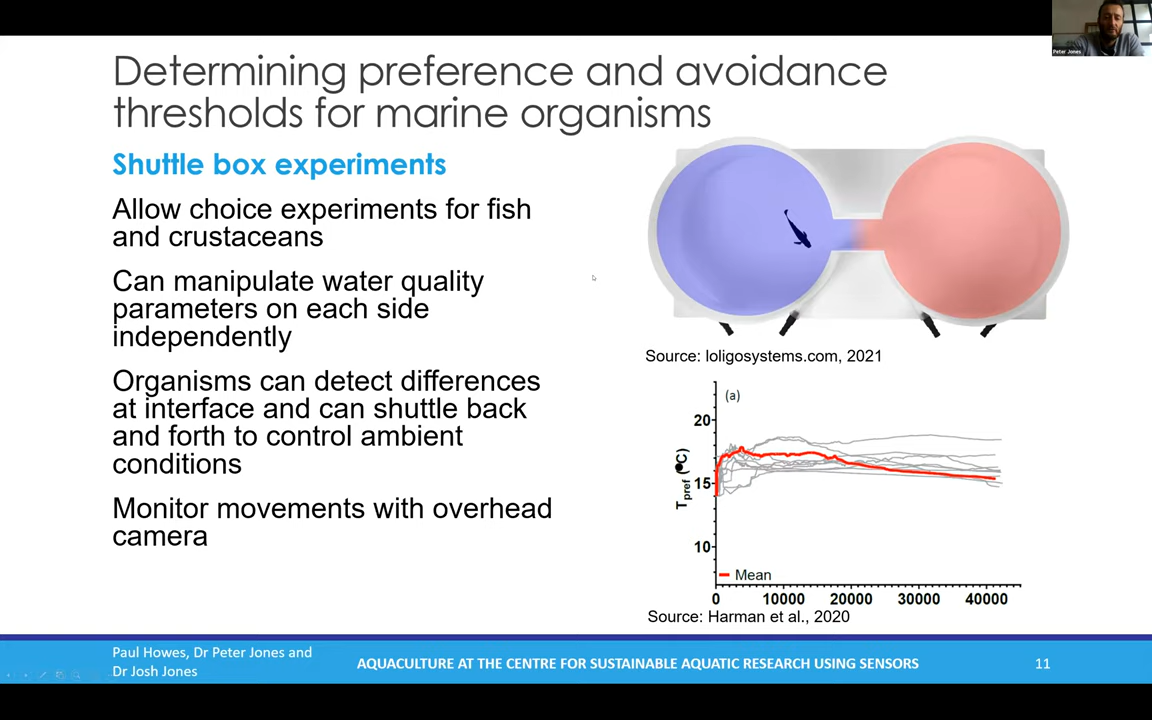 Peter Jones
Determining preference and avoidance
thresholds for marine organisms
Shuttle box experiments
Allow choice experiments for fish
and crustaceans
Can manipulate water quality
parameters on each side
independently
Organisms can detect differences
at interface and can shuttle back
and forth to control ambient
conditions
Monitor movements with overhead
camera
Source: loligosystems.com, 2021
(a)
20
15
10
Tpref (°C)
Mean
0 10000 20000 30000 40000
Source: Harman et al., 2020
Paul Howes, Dr Peter Jones and
Dr Josh Jones
AQUACULTURE AT THE CENTRE FOR SUSTAINABLE AQUATIC RESEARCH USING SENSORS
11